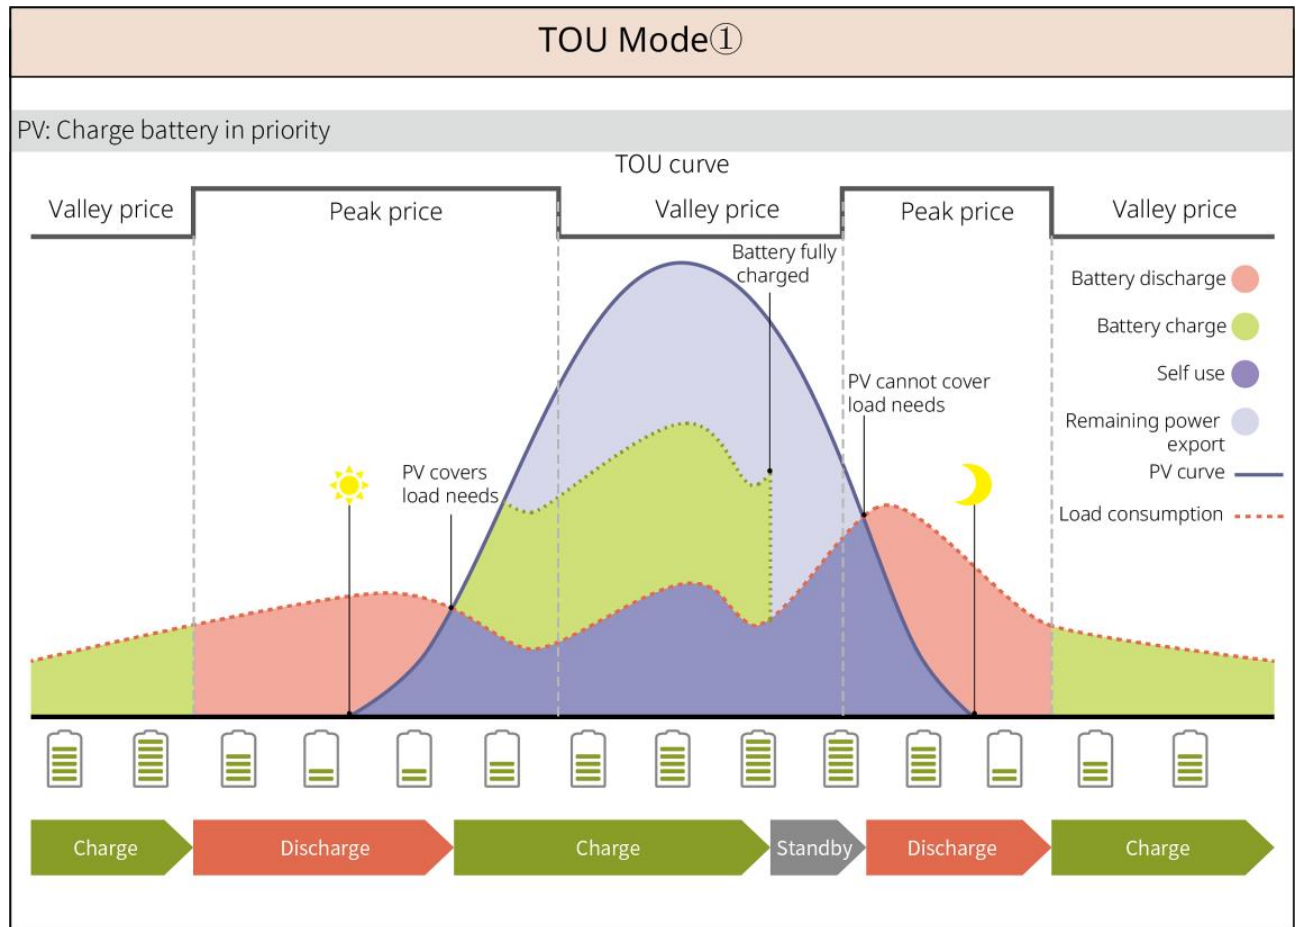 TOU Mode①
PV: Charge battery in priority
TOU curve
Valley price
Peak price
Valley price
Peak price
Valley price
Battery fully
charged
Battery discharge
Battery charge
Self use
Remaining power
export
PV curve
Load consumption
PV cannot cover
load needs
PV covers
load needs
Charge
Discharge
Charge
Standby
Discharge
Charge